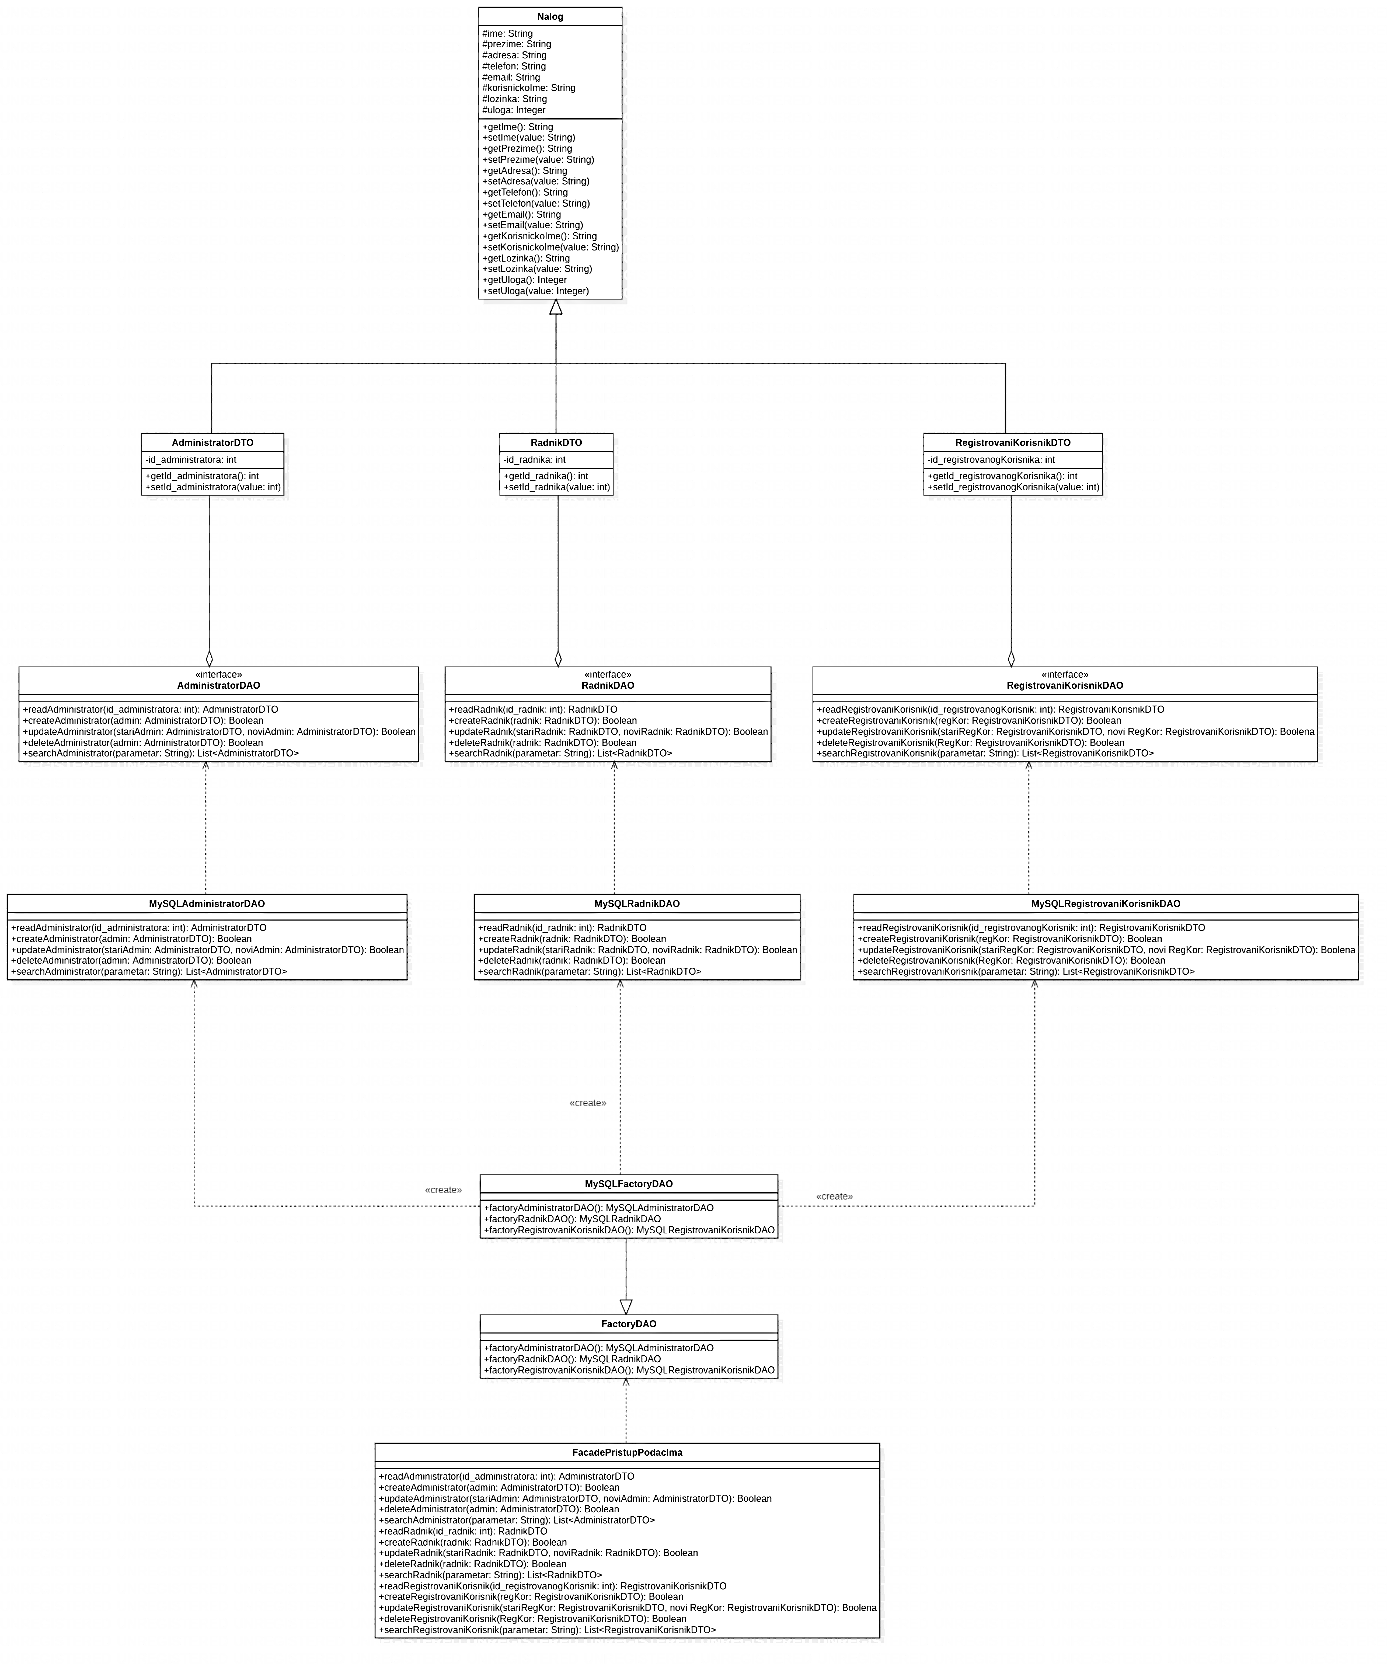 Nalog
#ime: String
#prezime: String
#adresa: String
#telefon: String
#email: String
#korisnickoIme: String
#lozinka: String
#uloga: Integer
+getIme(): String
+setIme(value: String)
+getPrezime(): String
+setPrezime(value: String)
+getAdresa(): String
+setAdresa(value: String)
+getTelefon(): String
+setTelefon(value: String)
+getEmail(): String
+setEmail(value: String)
+getKorisnickoIme(): String
+setKorisnickoIme(value: String)
+getLozinka(): String
+setLozinka(value: String)
+getUloga(): Integer
+setUloga(value: Integer)
AdministratorDTO
-id_administratora: int
+getId_administratora(): int
+setId_administratora(value: int)
RadnikDTO
-id_radnika: int
+getId_radnika(): int
+setId_radnika(value: int)
RegistrovaniKorisnikDTO
-id_registrovanogKorisnika: int
+getId_registrovanogKorisnika(): int
+setId_registrovanogKorisnika(value: int)
«interface»
AdministratorDAO
+readAdministrator(id_administratora: int): AdministratorDTO
+createAdministrator(admin: AdministratorDTO): Boolean
+updateAdministrator(stariAdmin: AdministratorDTO, noviAdmin: AdministratorDTO): Boolean
+deleteAdministrator(admin: AdministratorDTO): Boolean
+searchAdministrator(parametar: String): List<AdministratorDTO>
«interface»
RadnikDAO
+readRadnik(id_radnik: int): RadnikDTO
+createRadnik(radnik: RadnikDTO): Boolean
+updateRadnik(stariRadnik: RadnikDTO, noviRadnik: RadnikDTO): Boolean
+deleteRadnik(radnik: RadnikDTO): Boolean
+searchRadnik(parametar: String): List<RadnikDTO>
«interface»
RegistrovaniKorisnikDAO
+readRegistrovaniKorisnik(id_registrovanogKorisnik: int): RegistrovaniKorisnikDTO
+createRegistrovaniKorisnik(regKor: RegistrovaniKorisnikDTO): Boolean
+updateRegistrovaniKorisnik(stariRegKor: RegistrovaniKorisnikDTO, novi RegKor: RegistrovaniKorisnikDTO): Boolena
+deleteRegistrovaniKorisnik(RegKor: RegistrovaniKorisnikDTO): Boolean
+searchRegistrovaniKorisnik(parametar: String): List<RegistrovaniKorisnikDTO>
MySQLAdministratorDAO
+readAdministrator(id_administratora: int): AdministratorDTO
+createAdministrator(admin: AdministratorDTO): Boolean
+updateAdministrator(stariAdmin: AdministratorDTO, noviAdmin: AdministratorDTO): Boolean
+deleteAdministrator(admin: AdministratorDTO): Boolean
+searchAdministrator(parametar: String): List<AdministratorDTO>
MySQLRadnikDAO
+readRadnik(id_radnik: int): RadnikDTO
+createRadnik(radnik: RadnikDTO): Boolean
+updateRadnik(stariRadnik: RadnikDTO, noviRadnik: RadnikDTO): Boolean
+deleteRadnik(radnik: RadnikDTO): Boolean
+searchRadnik(parametar: String): List<RadnikDTO>
MySQLRegistrovaniKorisnikDAO
+readRegistrovaniKorisnik(id_registrovanogKorisnik: int): RegistrovaniKorisnikDTO
+createRegistrovaniKorisnik(regKor: RegistrovaniKorisnikDTO): Boolean
+updateRegistrovaniKorisnik(stariRegKor: RegistrovaniKorisnikDTO, novi RegKor: RegistrovaniKorisnikDTO): Boolena
+deleteRegistrovaniKorisnik(RegKor: RegistrovaniKorisnikDTO): Boolean
+searchRegistrovaniKorisnik(parametar: String): List<RegistrovaniKorisnikDTO>
«create»
«create»
«create»
MySQLFactoryDAO
+factoryAdministratorDAO(): MySQLAdministratorDAO
+factoryRadnikDAO(): MySQLRadnikDAO
+factoryRegistrovaniKorisnikDAO(): MySQLRegistrovaniKorisnikDAO
FactoryDAO
+factoryAdministratorDAO(): MySQLAdministratorDAO
+factoryRadnikDAO(): MySQLRadnikDAO
+factoryRegistrovaniKorisnikDAO(): MySQLRegistrovaniKorisnikDAO
FacadePristupPodacima
+readAdministrator(id_administratora: int): AdministratorDTO
+createAdministrator(admin: AdministratorDTO): Boolean
+updateAdministrator(stariAdmin: AdministratorDTO, noviAdmin: AdministratorDTO): Boolean
+deleteAdministrator(admin: AdministratorDTO): Boolean
+searchAdministrator(parametar: String): List<AdministratorDTO>
+readRadnik(id_radnik: int): RadnikDTO
+createRadnik(radnik: RadnikDTO): Boolean
+updateRadnik(stariRadnik: RadnikDTO, noviRadnik: RadnikDTO): Boolean
+deleteRadnik(radnik: RadnikDTO): Boolean
+searchRadnik(parametar: String): List<RadnikDTO>
+readRegistrovaniKorisnik(id_registrovanogKorisnik: int): RegistrovaniKorisnikDTO
+createRegistrovaniKorisnik(regKor: RegistrovaniKorisnikDTO): Boolean
+updateRegistrovaniKorisnik(stariRegKor: RegistrovaniKorisnikDTO, novi RegKor: RegistrovaniKorisnikDTO): Boolena
+deleteRegistrovaniKorisnik(RegKor: RegistrovaniKorisnikDTO): Boolean
+searchRegistrovaniKorisnik(parametar: String): List<RegistrovaniKorisnikDTO>